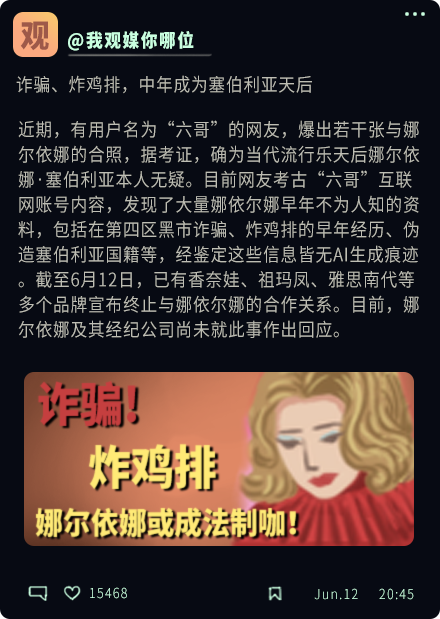 观
@我观媒你哪位
诈骗、炸鸡排，中年成为塞伯利亚天后
近期，有用户名为“六哥”的网友，爆出若干张与娜
尔依娜的合照，据考证，确为当代流行乐天后娜尔依
娜·塞伯利亚本人无疑。目前网友考古“六哥”互联
网账号内容，发现了大量娜依尔娜早年不为人知的资
料，包括在第四区黑市诈骗、炸鸡排的早年经历、伪
造塞伯利亚国籍等，经鉴定这些信息皆无AI生成痕迹
。截至6月12日，已有香奈娃、祖玛凤、雅思南代等
多个品牌宣布终止与娜依尔娜的合作关系。目前，娜
尔依娜及其经纪公司尚未就此事作出回应。
诈骗！
炸鸡排
娜尔依娜或成法制咖！
15468 Jun.12 20:45